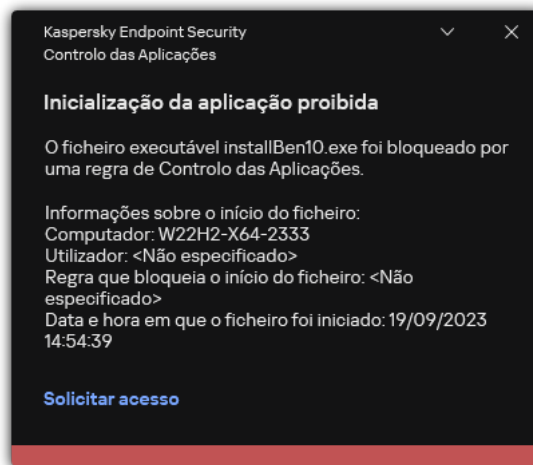 Kaspersky Endpoint Security
Controlo das Aplicações
Inicialização da aplicação proibida
O ficheiro executável installBen10.exe foi bloqueado por
uma regra de Controlo das Aplicações.
Informações sobre o início do ficheiro:
Computador: W22H2-X64-2333
Utilizador: <Não especificado>
Regra que bloqueia o início do ficheiro: <Não
especificado>
Data e hora em que o ficheiro foi iniciado: 19/09/2023
14:54:39
Solicitar acesso